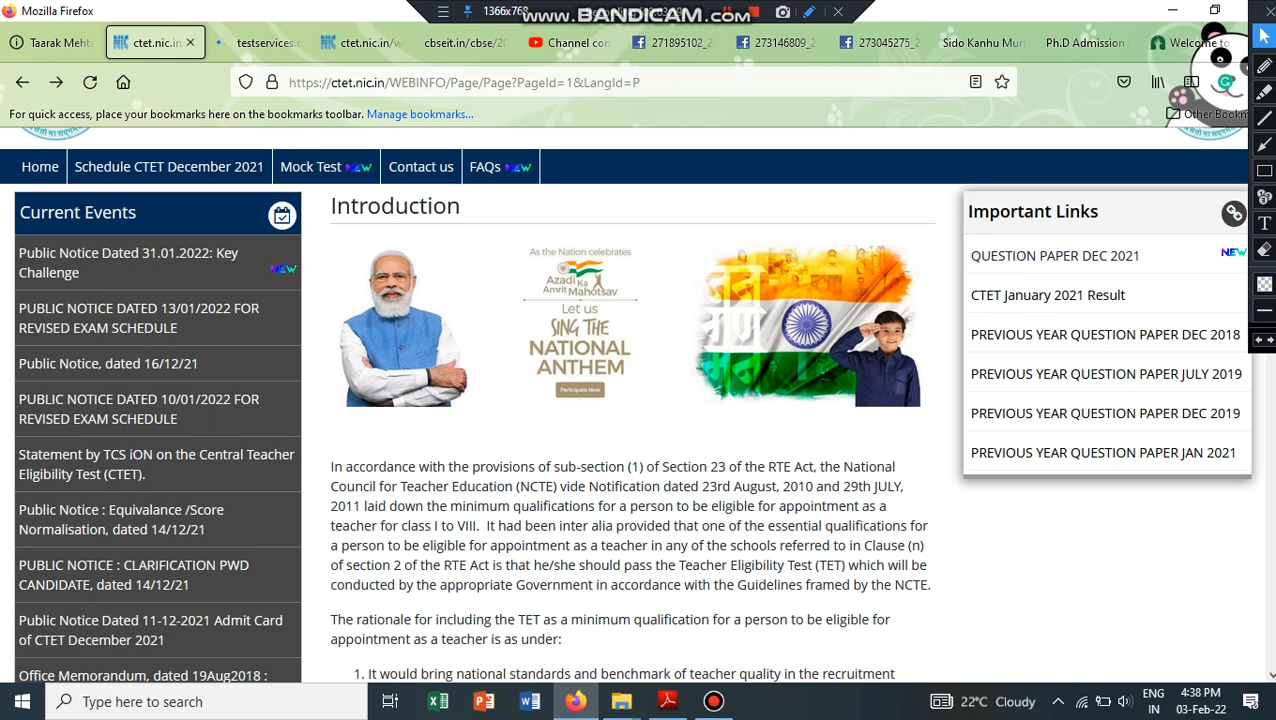 Mozilla Firefox
1366x768
www.BANDICAM.com
Taarak Mehta
ctet.nic.in
testservices.n
ctet.nic.in/w
cbseit.in/cbse/20
Channel con
271895102_2
273146809_2
273045275_2
Sido Kanhu Mur
Ph.D Admission
Welcome to
https://ctet.nic.in/WEBINFO/Page/Page?PageId=1&LangId=P
For quick access, place your bookmarks here on the bookmarks toolbar. Manage bookmarks...
Other Bookm
Home
Schedule CTET December 2021
Mock Test NEW
Contact us
FAQs NEW
Current Events
Public Notice Dated 31.01.2022: Key
Challenge NEW
PUBLIC NOTICE DATED 13/01/2022 FOR
REVISED EXAM SCHEDULE
Public Notice, dated 16/12/21
PUBLIC NOTICE DATED 10/01/2022 FOR
REVISED EXAM SCHEDULE
Statement by TCS iON on the Central Teacher
Eligibility Test (CTET).
Public Notice : Equivalance /Score
Normalisation, dated 14/12/21
PUBLIC NOTICE : CLARIFICATION PWD
CANDIDATE, dated 14/12/21
Public Notice Dated 11-12-2021 Admit Card
of CTET December 2021
Office Memorandum, dated 19Aug2018 :
Introduction
As the Nation celebrates
Azadi Ka
Amrit Mahotsav
Let us
SING THE
NATIONAL
ANTHEM
Participate Now
In accordance with the provisions of sub-section (1) of Section 23 of the RTE Act, the National
Council for Teacher Education (NCTE) vide Notification dated 23rd August, 2010 and 29th JULY,
2011 laid down the minimum qualifications for a person to be eligible for appointment as a
teacher for class I to VIII. It had been inter alia provided that one of the essential qualifications for
a person to be eligible for appointment as a teacher in any of the schools referred to in Clause (n)
of section 2 of the RTE Act is that he/she should pass the Teacher Eligibility Test (TET) which will be
conducted by the appropriate Government in accordance with the Guidelines framed by the NCTE.
The rationale for including the TET as a minimum qualification for a person to be eligible for
appointment as a teacher is as under:
1. It would bring national standards and benchmark of teacher quality in the recruitment
Important Links
QUESTION PAPER DEC 2021 NEW
CTET January 2021 Result
PREVIOUS YEAR QUESTION PAPER DEC 2018
PREVIOUS YEAR QUESTION PAPER JULY 2019
PREVIOUS YEAR QUESTION PAPER DEC 2019
PREVIOUS YEAR QUESTION PAPER JAN 2021
Type here to search
22°C Cloudy
ENG
IN
4:38 PM
03-Feb-22